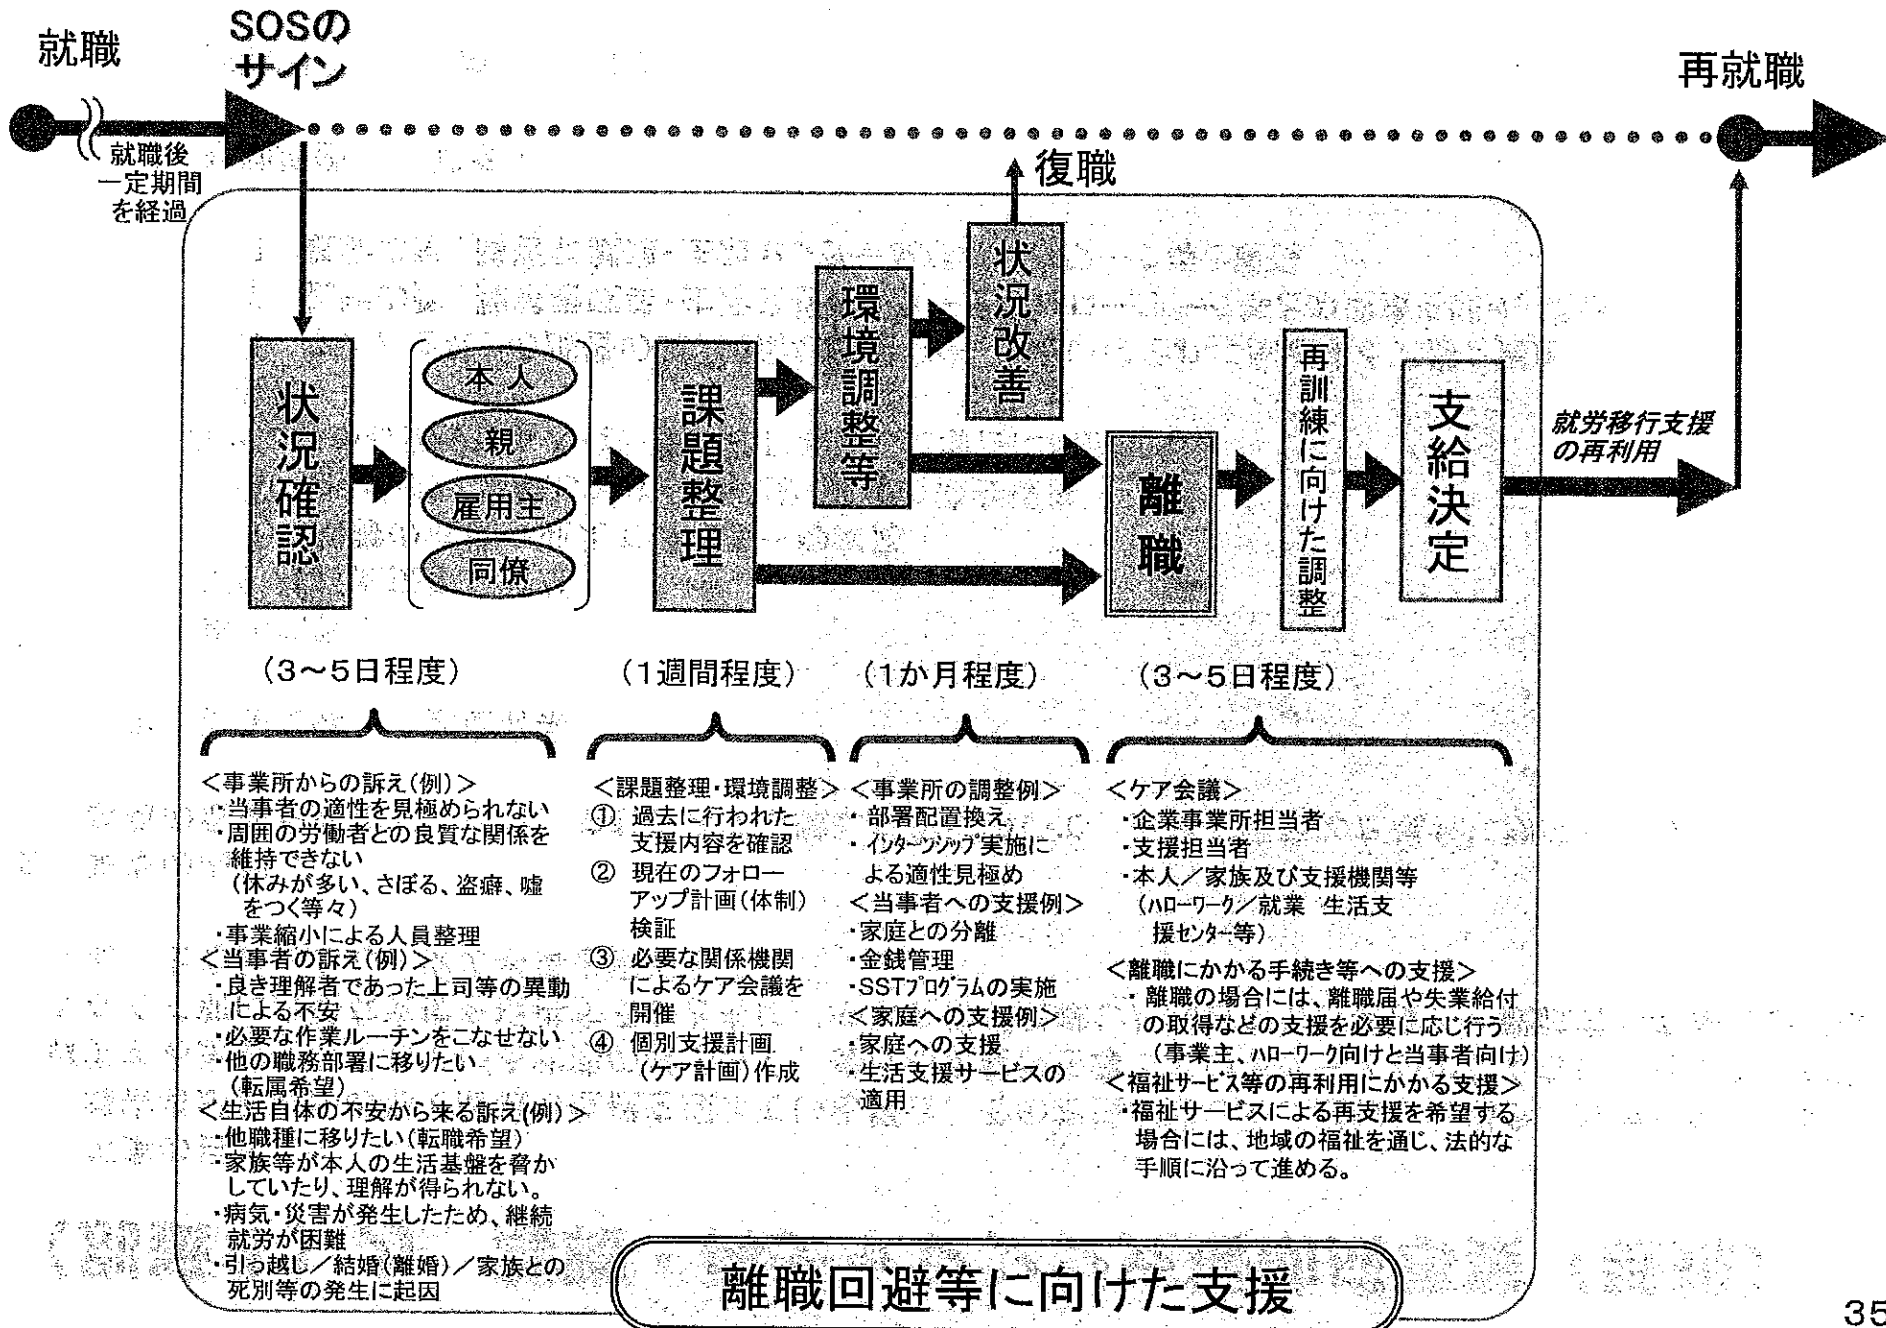 就職
SOSの
サイン
再就職
就職後
一定期間
を経過
復職
状況確認
本人
親
雇用主
同僚
課題整理
環境調整等
状況改善
離職
再訓練に向けた調整
支給決定
就労移行支援
の再利用
(3～5日程度)
(1週間程度)
(1か月程度)
(3～5日程度)
<事業所からの訴え(例)>
・当事者の適性を見極められない
・周囲の労働者との良質な関係を
維持できない
(休みが多い、さぼる、盗癖、嘘
をつく等々)
・事業縮小による人員整理
<当事者の訴え(例)>
・良き理解者であった上司等の異動
による不安
・必要な作業ルーチンをこなせない
・他の職務部署に移りたい
(転属希望)
<生活自体の不安から来る訴え(例)>
・他職種に移りたい(転職希望)
・家族等が本人の生活基盤を脅か
していたり、理解が得られない。
・病気・災害が発生したため、継続
就労が困難
・引っ越し／結婚(離婚)／家族との
死別等の発生に起因
<課題整理・環境調整>
① 過去に行われた
支援内容を確認
② 現在のフォロー
アップ計画(体制)
検証
③ 必要な関係機関
によるケア会議を
開催
④ 個別支援計画
(ケア計画)作成
<事業所の調整例>
・部署配置換え
・インターンシップ実施に
よる適性見極め
<当事者への支援例>
・家庭との分離
・金銭管理
・SSTプログラムの実施
<家庭への支援例>
・家庭への支援
・生活支援サービスの
適用
<ケア会議>
・企業事業所担当者
・支援担当者
・本人／家族及び支援機関等
(ハローワーク／就業 生活支
援センター等)
<離職にかかる手続き等への支援>
・離職の場合には、離職届や失業給付
の取得などの支援を必要に応じ行う
(事業主、ハローワーク向けと当事者向け)
<福祉サービス等の再利用にかかる支援>
・福祉サービスによる再支援を希望する
場合には、地域の福祉を通じ、法的な
手順に沿って進める。
離職回避等に向けた支援
35